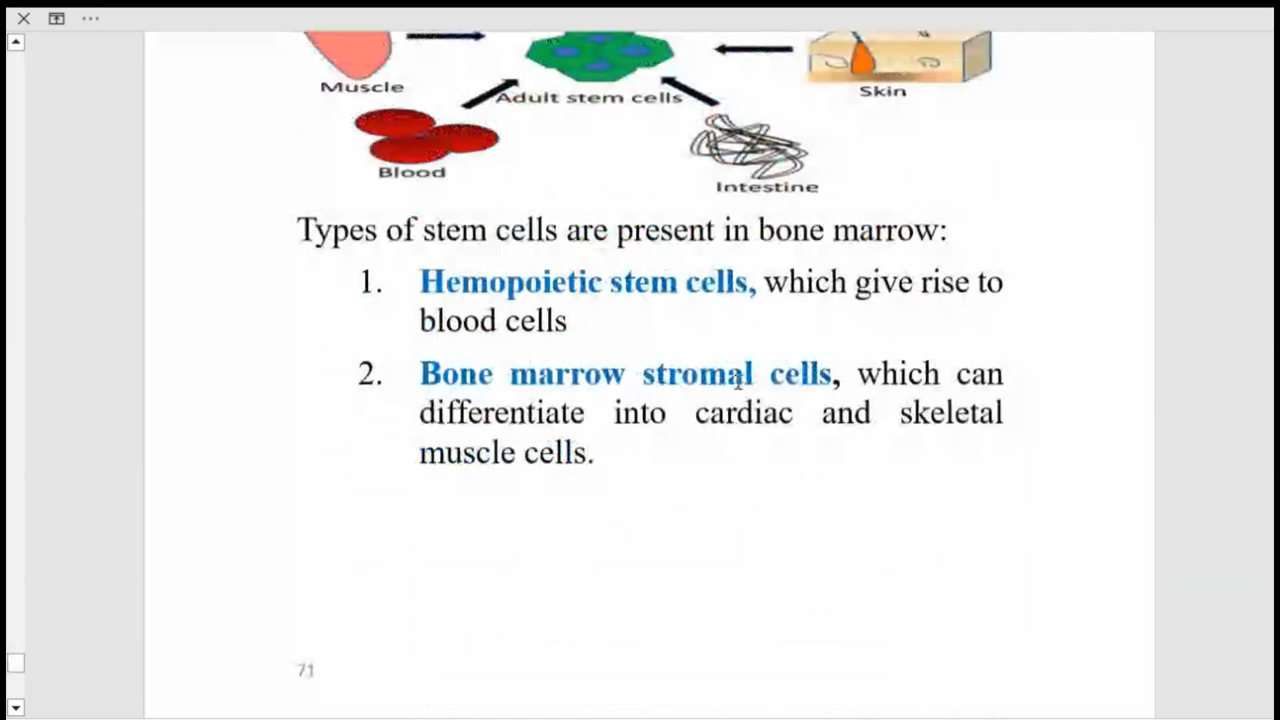 Muscle
Adult stem cells
Skin
Blood
Intestine
Types of stem cells are present in bone marrow:
1. Hemopoietic stem cells, which give rise to
blood cells
2. Bone marrow stromal cells, which can
differentiate into cardiac and skeletal
muscle cells.
71